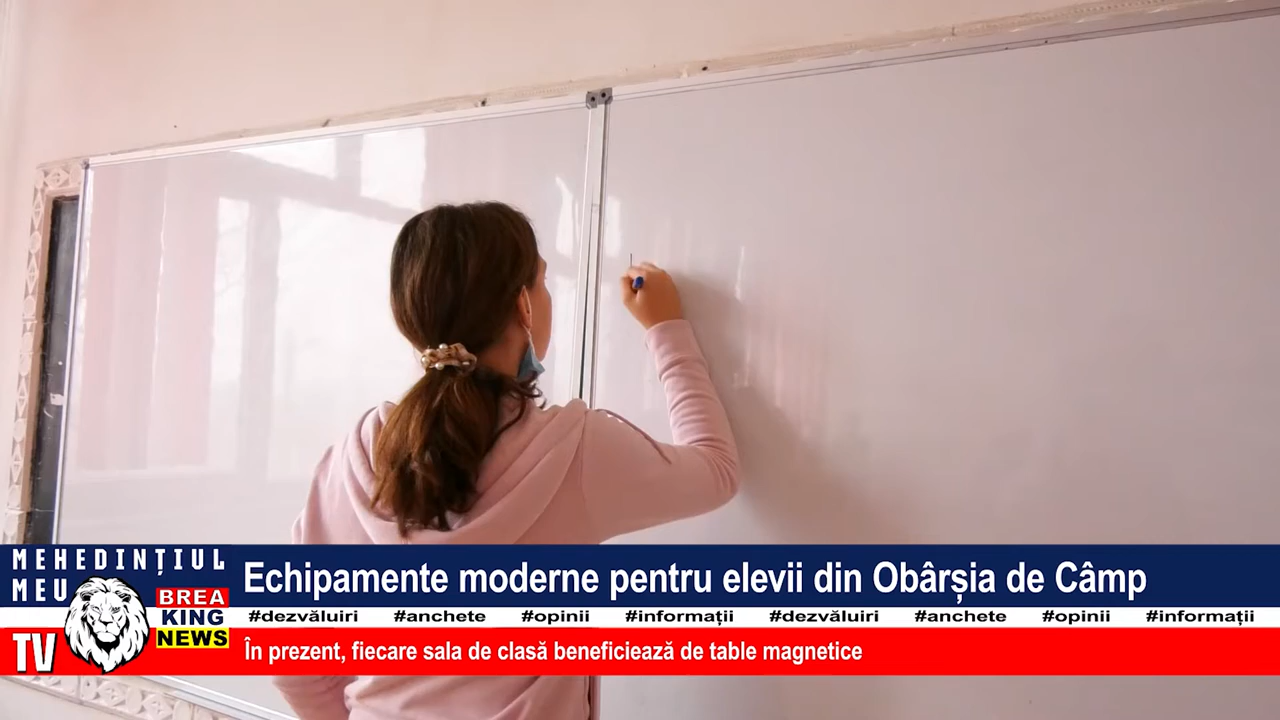 MEHEDINȚIUL
MEU
TV
BREA
KING
NEWS
Echipamente moderne pentru elevii din Obârșia de Câmp
#dezvăluiri #anchete #opinii #informații #dezvăluiri #anchete #opinii #informații
În prezent, fiecare sala de clasă beneficiează de table magnetice